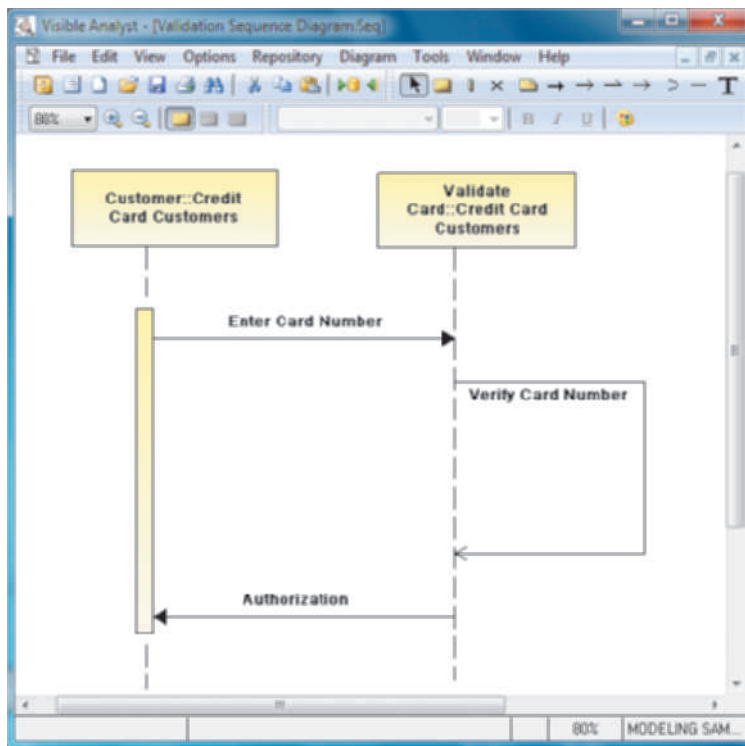 Visible Analyst - [Validation Sequence Diagram.Seq]
File Edit View Options Repository Diagram Tools Window Help
T
80% B I U
Customer::Credit
Card Customers
Validate
Card::Credit Card
Customers
Enter Card Number
Verify Card Number
Authorization
80% MODELING SAM...